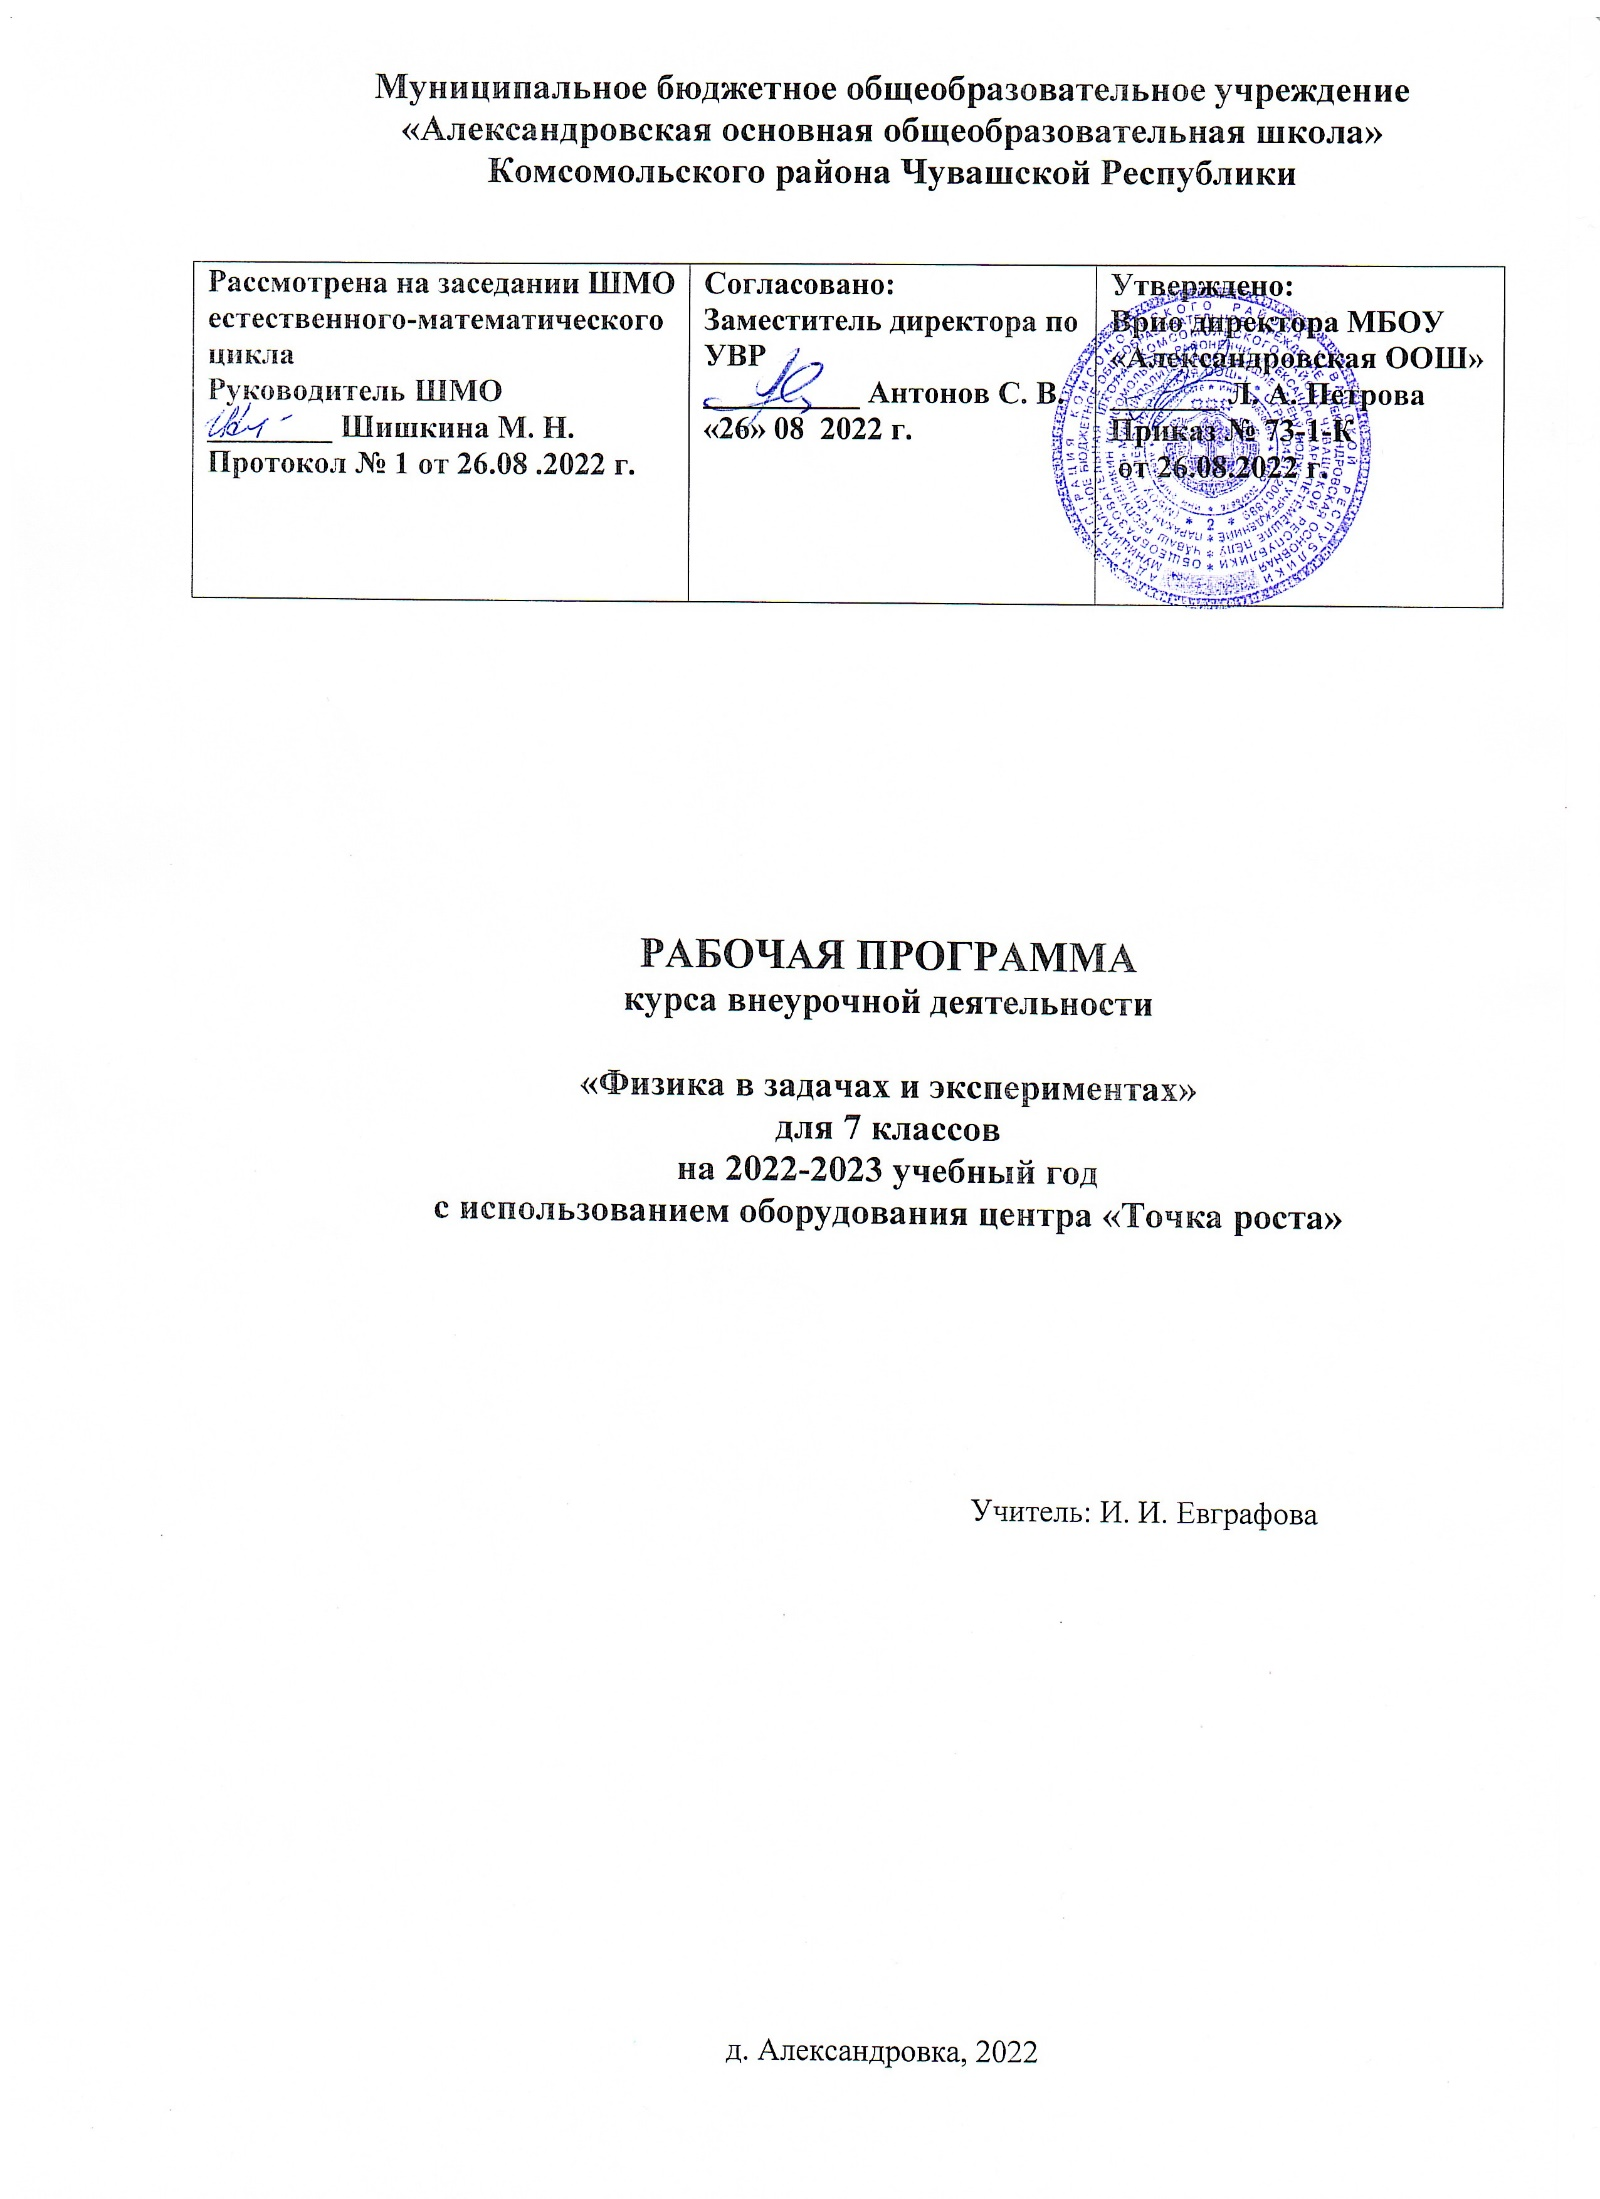 Муниципальное бюджетное общеобразовательное учреждение
«Александровская основная общеобразовательная школа»
Комсомольского района Чувашской Республики
Рассмотрена на заседании ШМО
естественного-математического
цикла
Руководитель ШМО
________ Шишкина М. Н.
Протокол № 1 от 26.08 .2022 г.
Согласовано:
Заместитель директора по
УВР
__________ Антонов С. В.
«26» 08 2022 г.
Утверждено:
Врио директора МБОУ
«Александровская ООШ»
_______ Л. А. Петрова
Приказ № 73-1-К
от 26.08.2022 г.
РАБОЧАЯ ПРОГРАММА
курса внеурочной деятельности
«Физика в задачах и экспериментах»
для 7 классов
на 2022-2023 учебный год
с использованием оборудования центра «Точка роста»
Учитель: И. И. Евграфова
д. Александровка, 2022